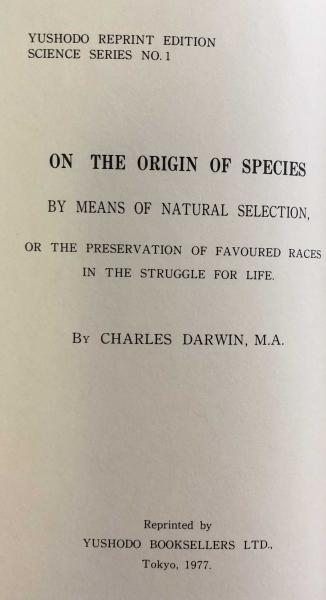 YUSHODO REPRINT EDITION
SCIENCE SERIES NO. 1
ON THE ORIGIN OF SPECIES
BY MEANS OF NATURAL SELECTION,
OR THE PRESERVATION OF FAVOURED RACES
IN THE STRUGGLE FOR LIFE.
BY CHARLES DARWIN, M.A.
Reprinted by
YUSHODO BOOKSELLERS LTD.,
Tokyo, 1977.